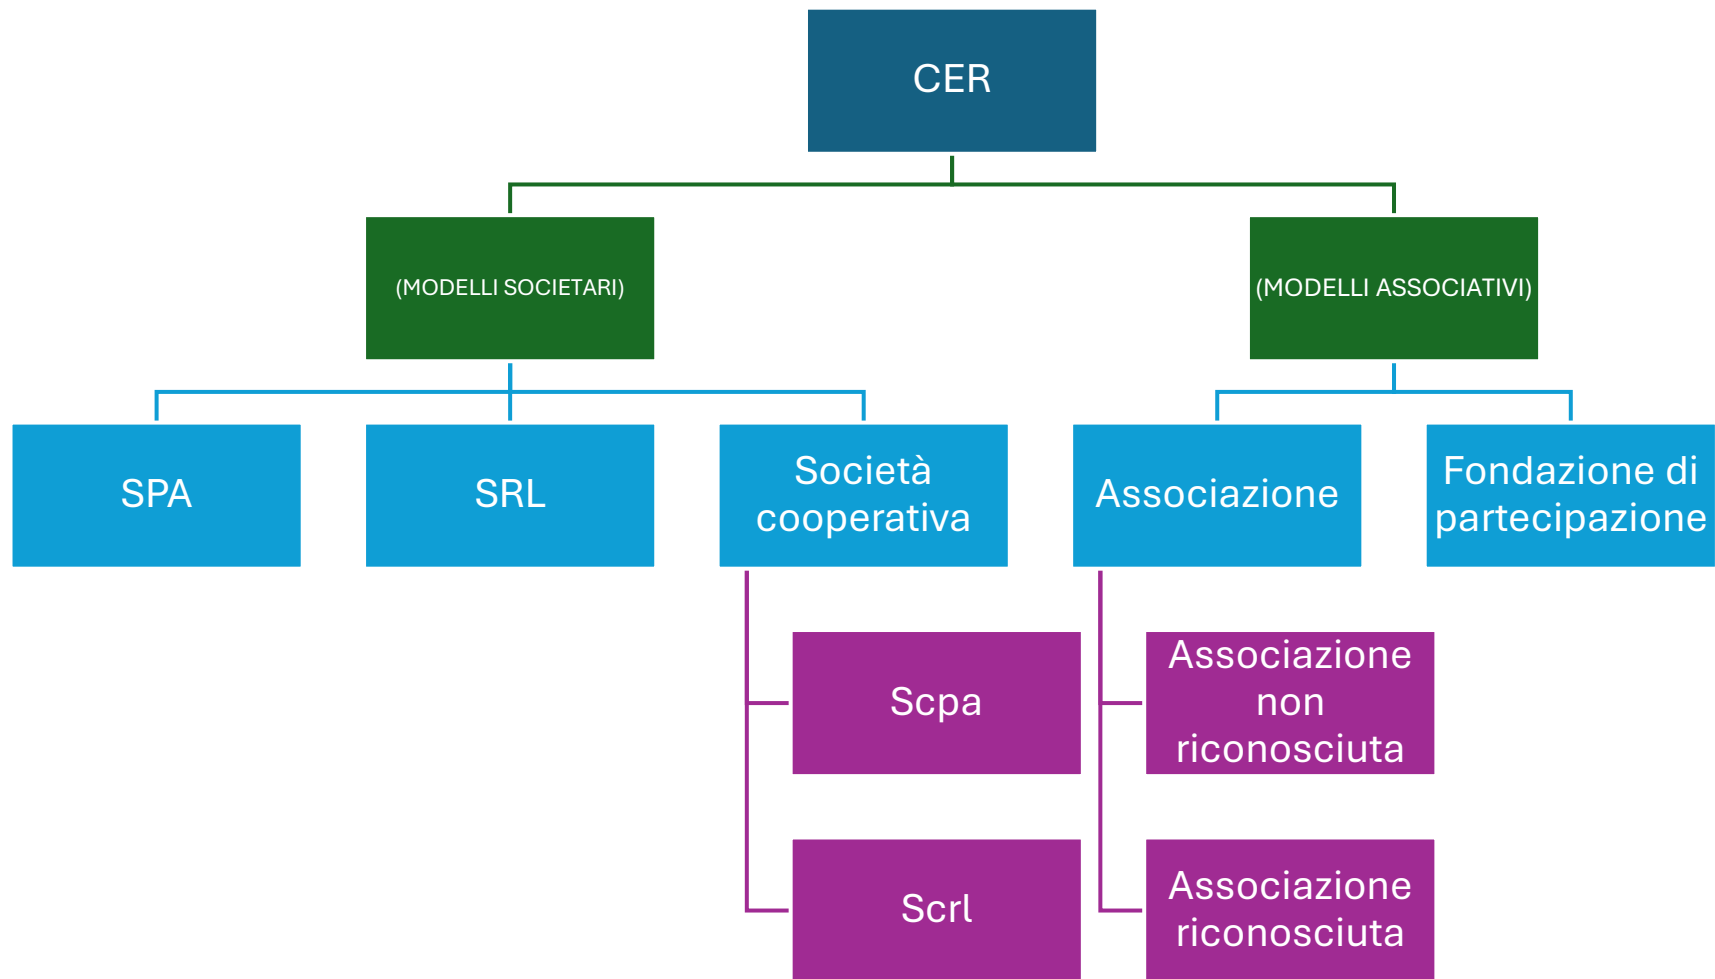 CER
(MODELLI SOCIETARI)
(MODELLI ASSOCIATIVI)
SPA
SRL
Società
cooperativa
Associazione
Fondazione di
partecipazione
Scpa
Associazione
non
riconosciuta
Scrl
Associazione
riconosciuta